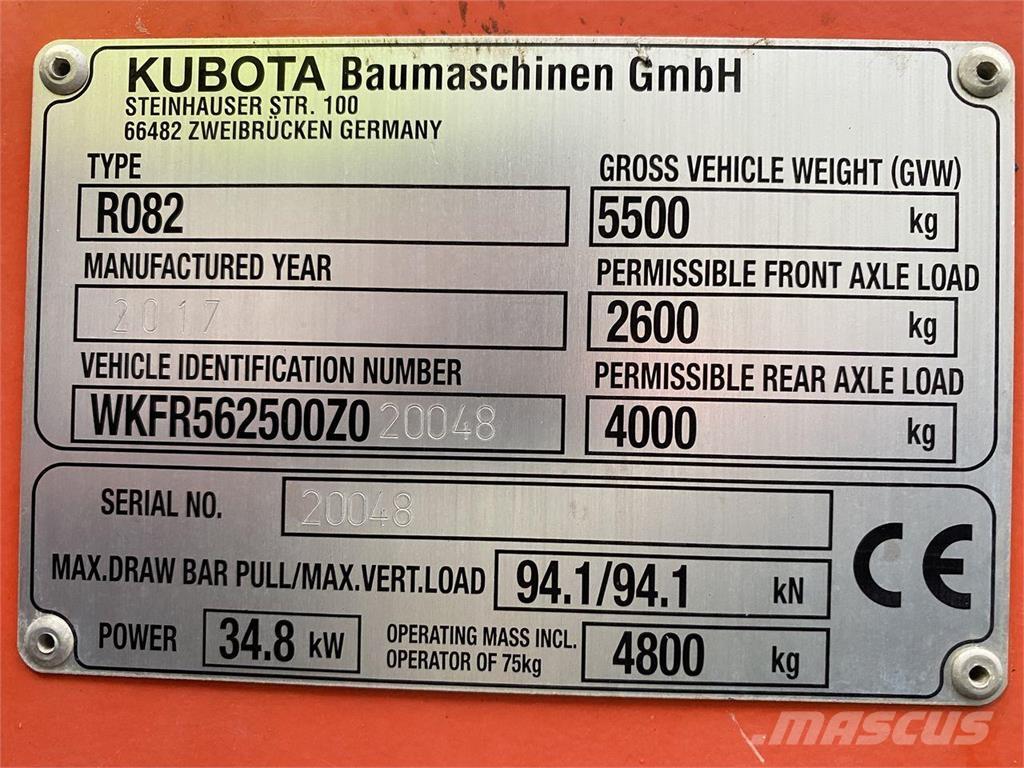 KUBOTA Baumaschinen GmbH
STEINHAUSER STR. 100
66482 ZWEIBRÜCKEN GERMANY
TYPE
R082
MANUFACTURED YEAR
2017
VEHICLE IDENTIFICATION NUMBER
WKFR562500Z020048
GROSS VEHICLE WEIGHT (GVW)
5500 kg
PERMISSIBLE FRONT AXLE LOAD
2600 kg
PERMISSIBLE REAR AXLE LOAD
4000 kg
SERIAL NO. 20048
MAX.DRAW BAR PULL/MAX.VERT.LOAD 94.1/94.1 kN
POWER 34.8 kW
OPERATING MASS INCL.
OPERATOR OF 75kg
4800 kg
CE
MASCUS